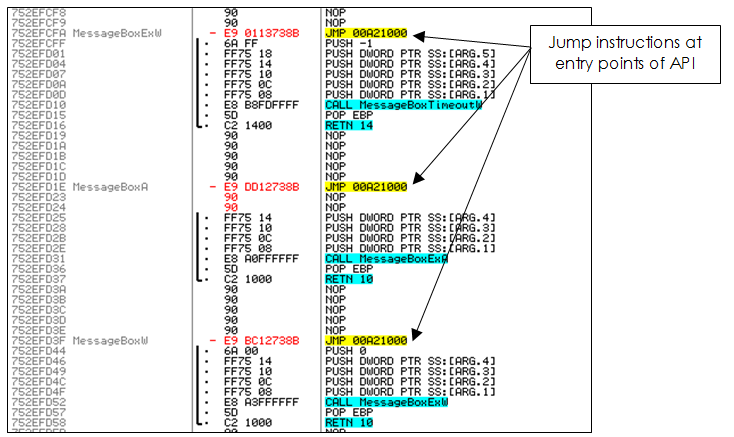 752EFCF8 90 NOP
752EFCF9 90 NOP
752EFCFA MessageBoxExW - E9 0113738B JMP 00A21000
752EFCFF 6A FF PUSH -1
752EFD01 FF75 18 PUSH DWORD PTR SS:[ARG.5]
752EFD04 FF75 14 PUSH DWORD PTR SS:[ARG.4]
752EFD07 FF75 10 PUSH DWORD PTR SS:[ARG.3]
752EFD0A FF75 0C PUSH DWORD PTR SS:[ARG.2]
752EFD0D FF75 08 PUSH DWORD PTR SS:[ARG.1]
752EFD10 E8 B8FDFFFF CALL MessageBoxTimeoutW
752EFD15 5D POP EBP
752EFD16 C2 1400 RETN 14
752EFD19 90 NOP
752EFD1A 90 NOP
752EFD1B 90 NOP
752EFD1C 90 NOP
752EFD1D 90 NOP
752EFD1E MessageBoxA - E9 DD12738B JMP 00A21000
752EFD23 90 NOP
752EFD24 90 NOP
752EFD25 FF75 14 PUSH DWORD PTR SS:[ARG.4]
752EFD28 FF75 10 PUSH DWORD PTR SS:[ARG.3]
752EFD2B FF75 0C PUSH DWORD PTR SS:[ARG.2]
752EFD2E FF75 08 PUSH DWORD PTR SS:[ARG.1]
752EFD31 E8 A0FFFFFF CALL MessageBoxExA
752EFD36 5D POP EBP
752EFD37 C2 1000 RETN 10
752EFD3A 90 NOP
752EFD3B 90 NOP
752EFD3C 90 NOP
752EFD3D 90 NOP
752EFD3E 90 NOP
752EFD3F MessageBoxW - E9 BC12738B JMP 00A21000
752EFD44 6A 00 PUSH 0
752EFD46 FF75 14 PUSH DWORD PTR SS:[ARG.4]
752EFD49 FF75 10 PUSH DWORD PTR SS:[ARG.3]
752EFD4C FF75 0C PUSH DWORD PTR SS:[ARG.2]
752EFD4F FF75 08 PUSH DWORD PTR SS:[ARG.1]
752EFD52 E8 A3FFFFFF CALL MessageBoxExW
752EFD57 5D POP EBP
752EFD58 C2 1000 RETN 10
Jump instructions at
entry points of API